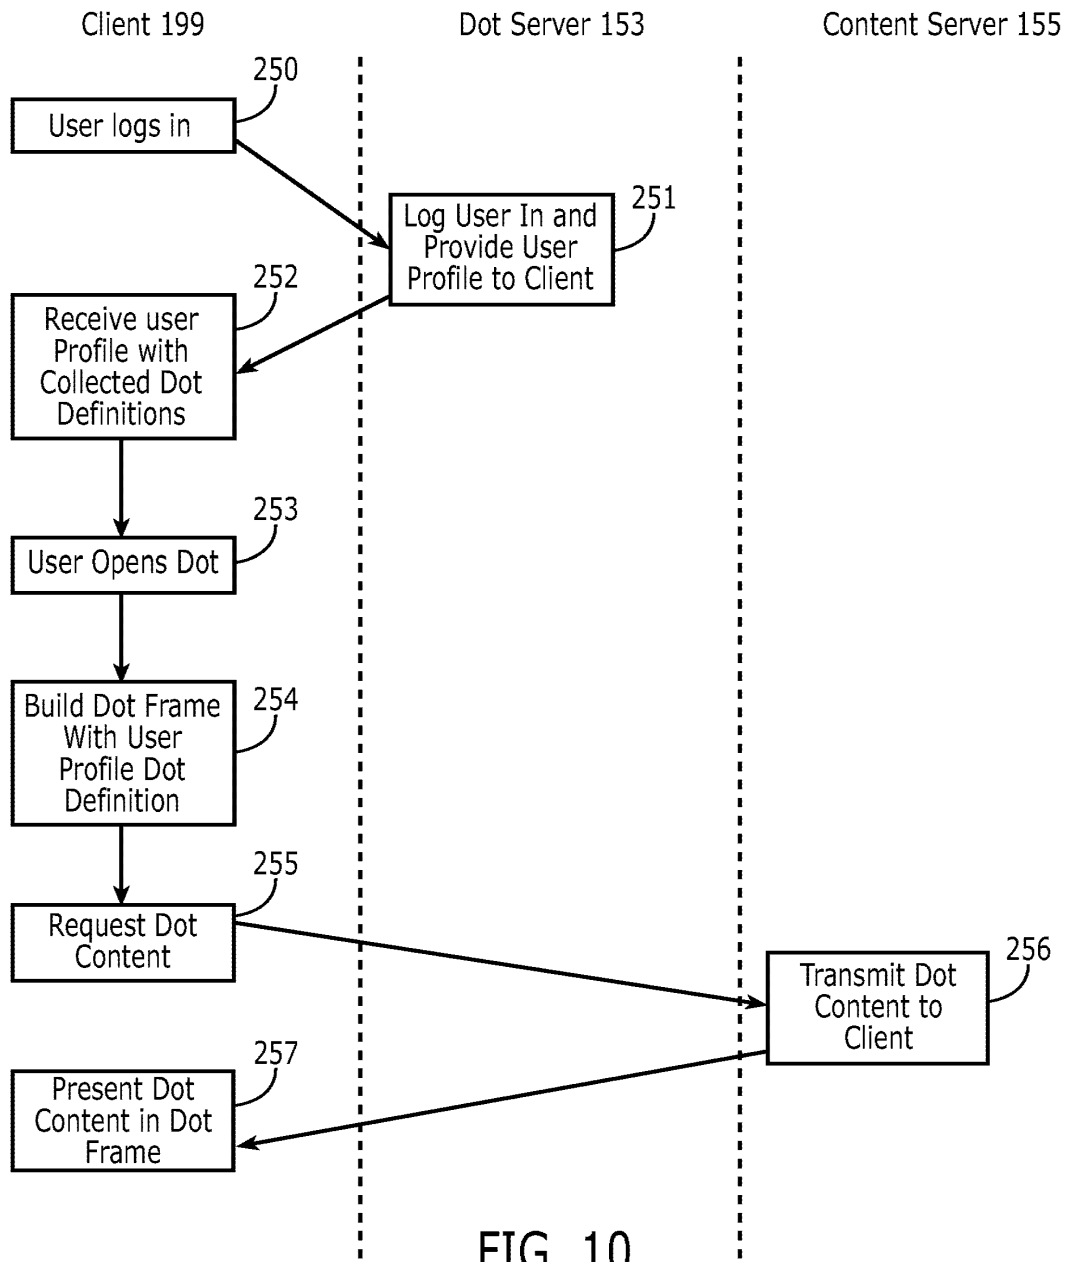 Client 199
Dot Server 153
Content Server 155
250
User logs in
251
Log User In and
Provide User
Profile to Client
252
Receive user
Profile with
Collected Dot
Definitions
253
User Opens Dot
254
Build Dot Frame
With User
Profile Dot
Definition
255
Request Dot
Content
256
Transmit Dot
Content to
Client
257
Present Dot
Content in Dot
Frame
FIG. 10